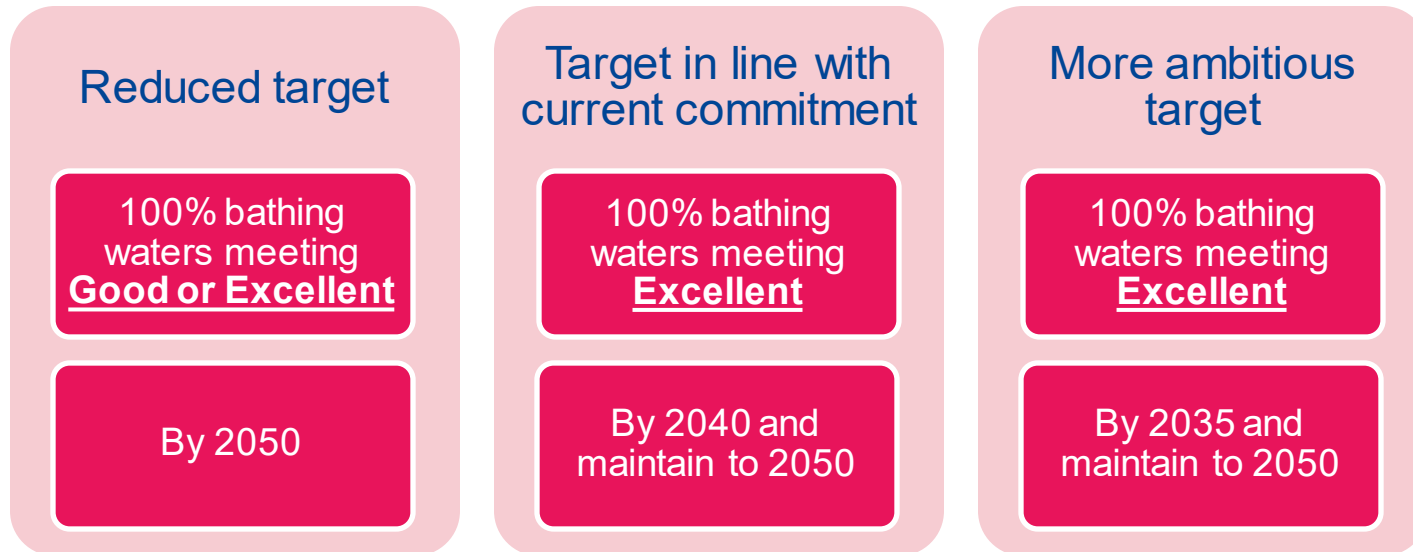 Reduced target
100% bathing
waters meeting
Good or Excellent
By 2050
Target in line with
current commitment
100% bathing
waters meeting
Excellent
By 2040 and
maintain to 2050
More ambitious
target
100% bathing
waters meeting
Excellent
By 2035 and
maintain to 2050